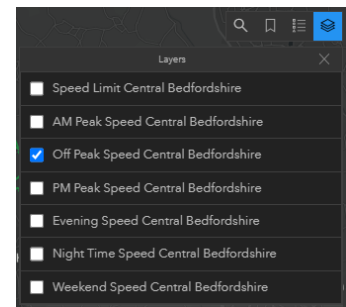 Layers
Speed Limit Central Bedfordshire
AM Peak Speed Central Bedfordshire
Off Peak Speed Central Bedfordshire
PM Peak Speed Central Bedfordshire
Evening Speed Central Bedfordshire
Night Time Speed Central Bedfordshire
Weekend Speed Central Bedfordshire